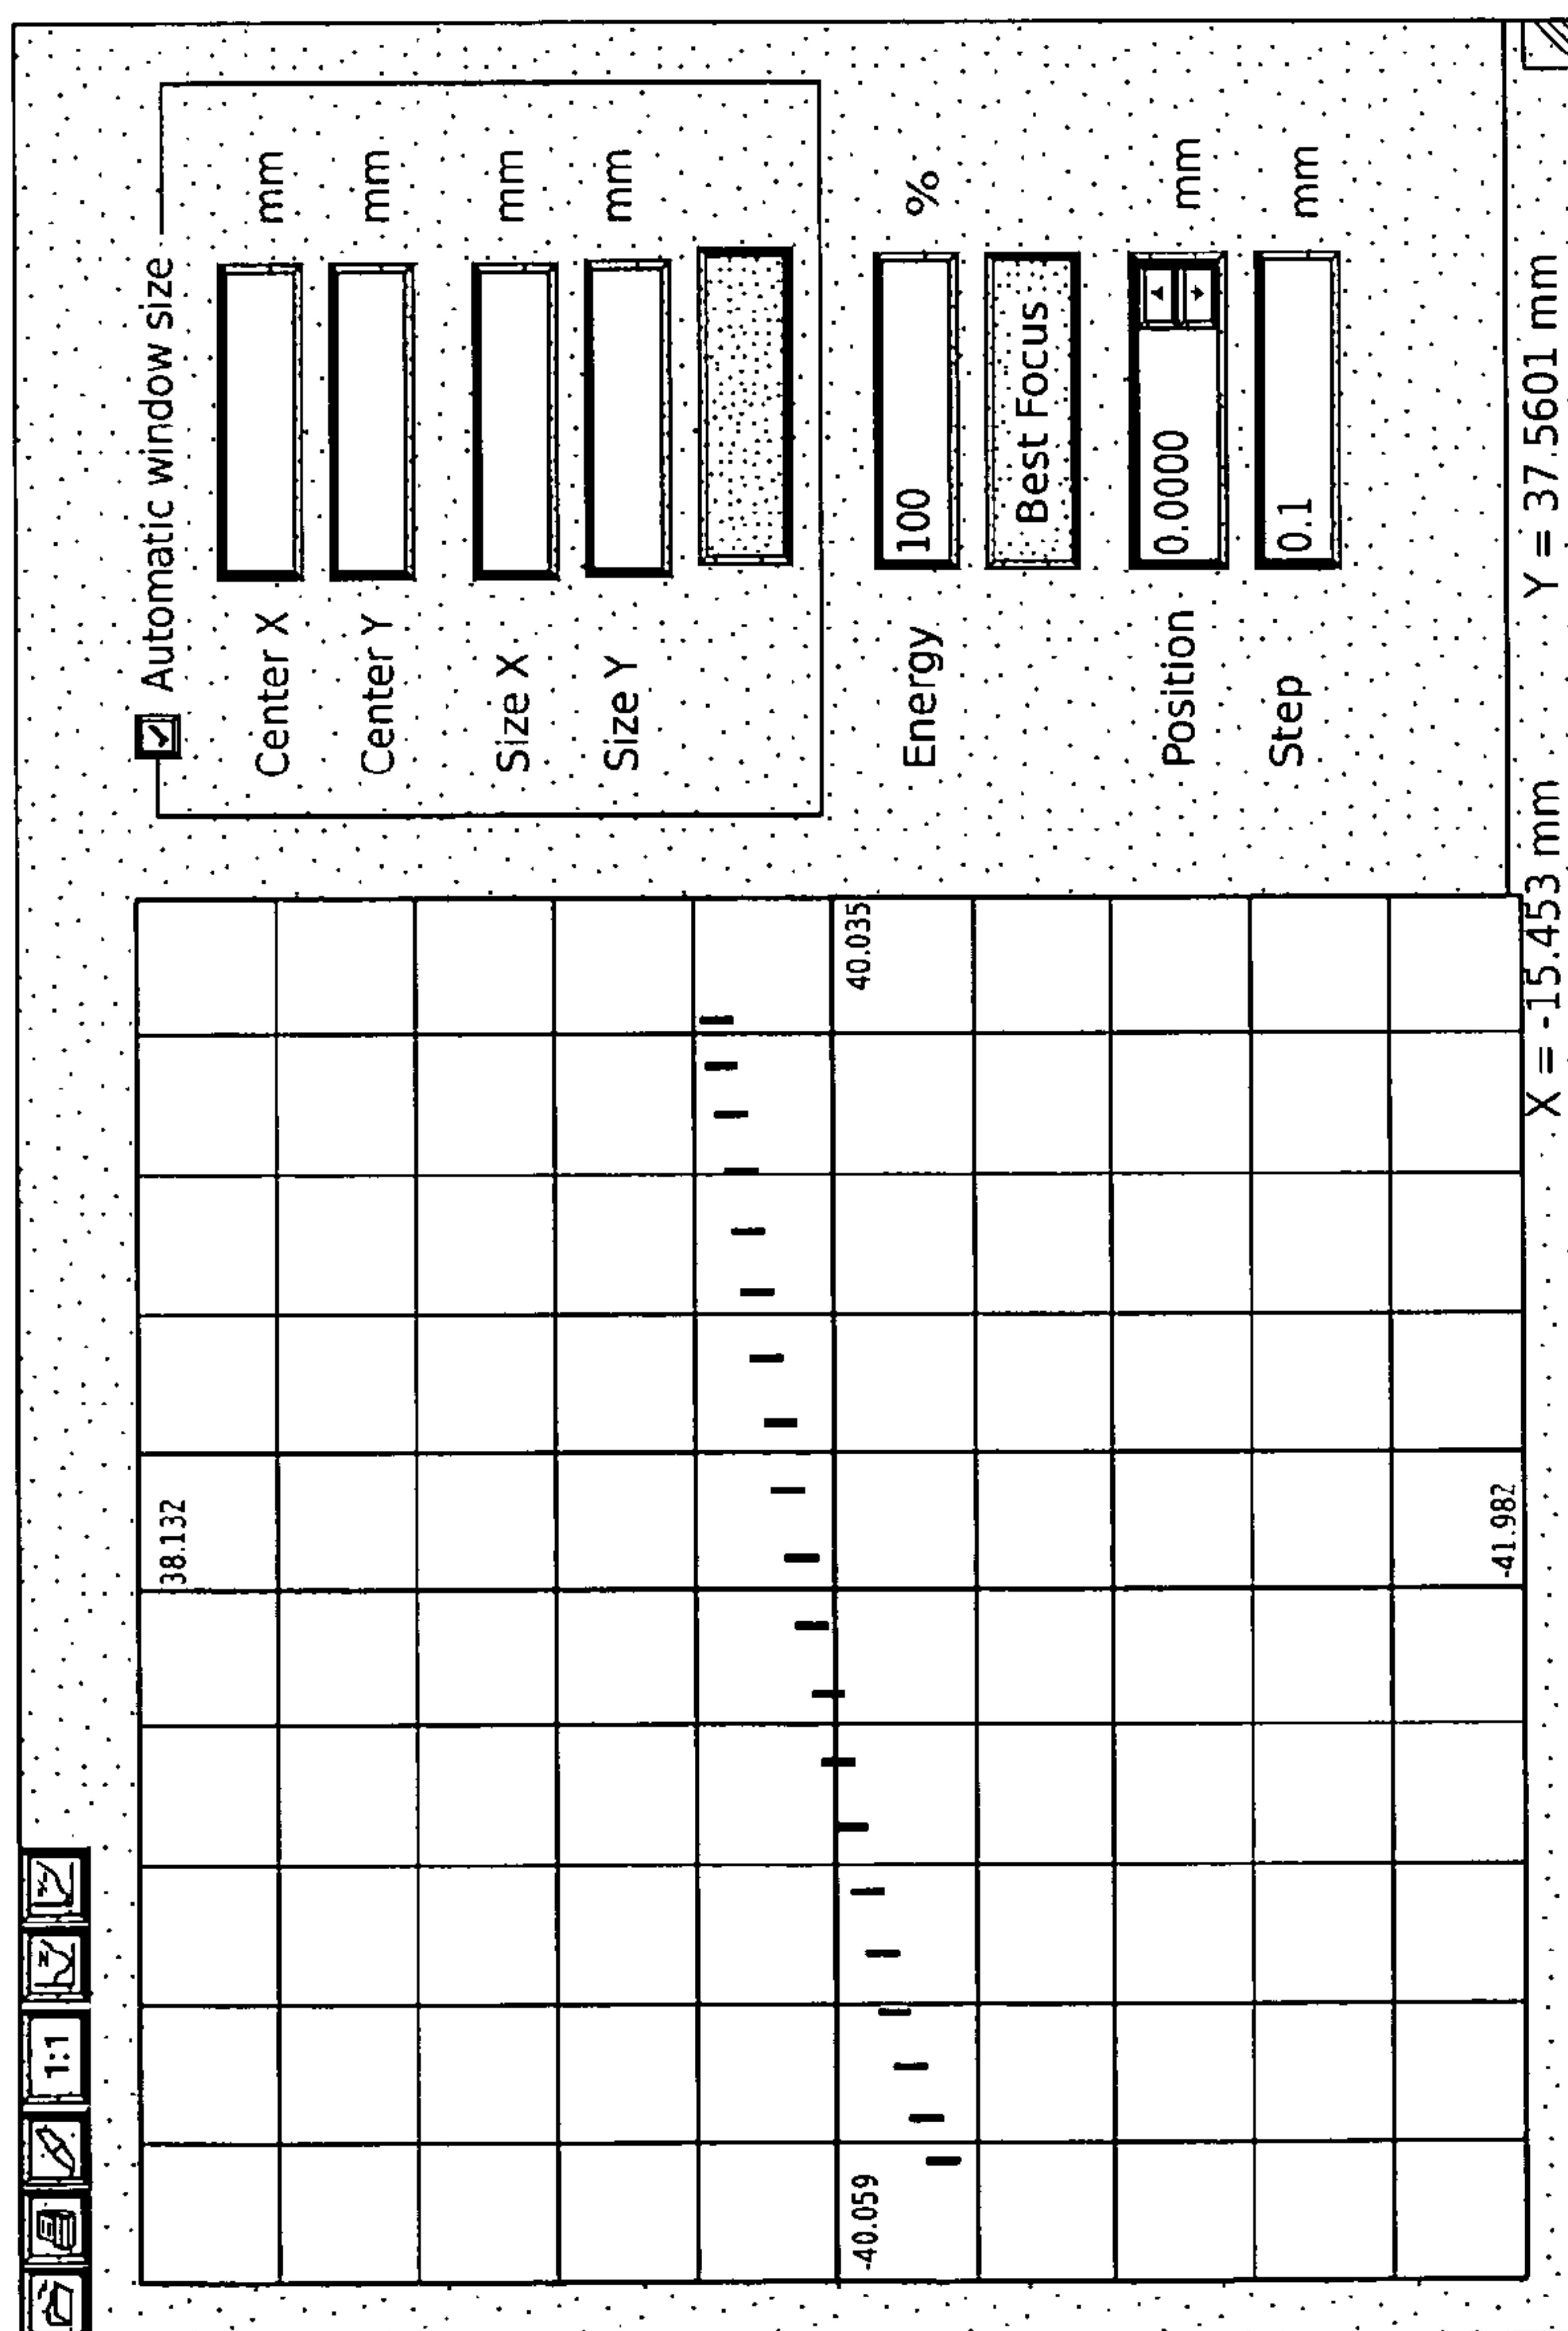 1:1
38.132
-40.059
40.035
-41.982
Automatic window size
Center X mm
Center Y mm
Size X mm
Size Y mm
Energy 100 %
Best Focus
Position 0.0000 mm
Step 0.1 mm
X = -15.453 mm Y = 37.5601 mm